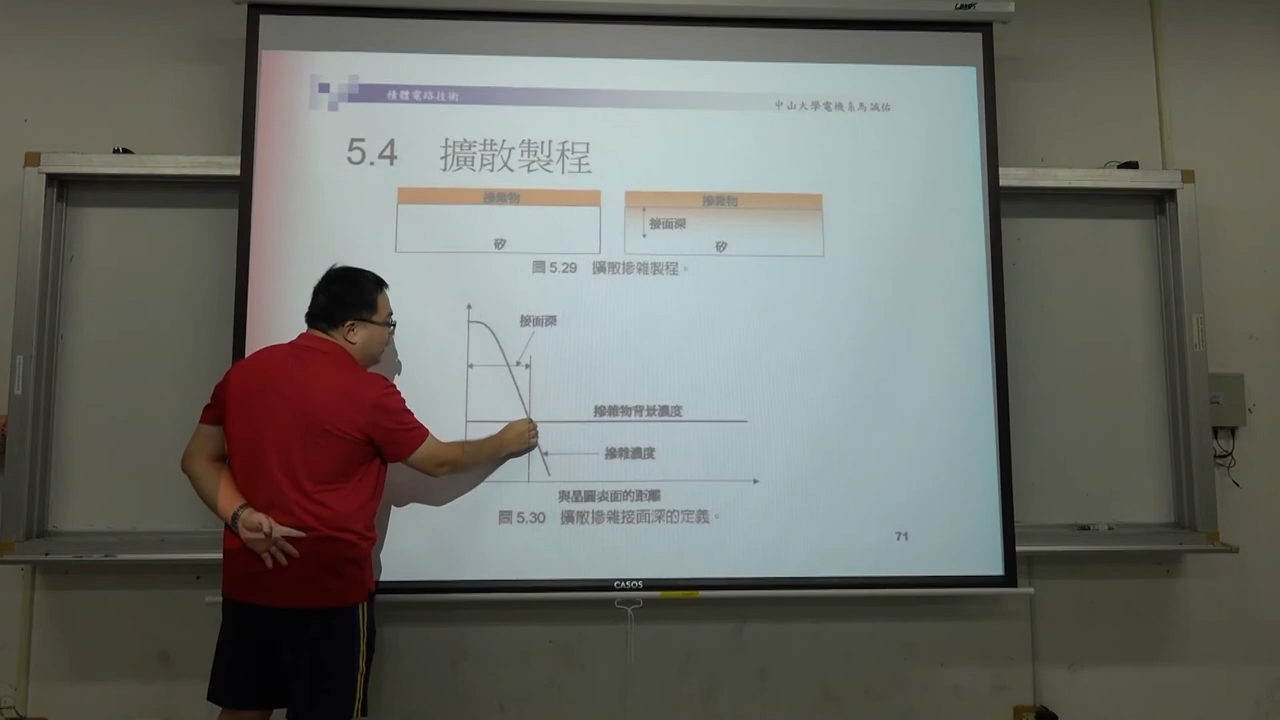 積體電路技術
中山大學電機系馬誠佑
5.4 擴散製程
摻雜物
摻雜物
接面深
矽
矽
圖 5.29 擴散摻雜製程。
接面深
摻雜物背景濃度
摻雜濃度
與晶圓表面的距離
圖 5.30 擴散摻雜接面深的定義。
71
CASOS